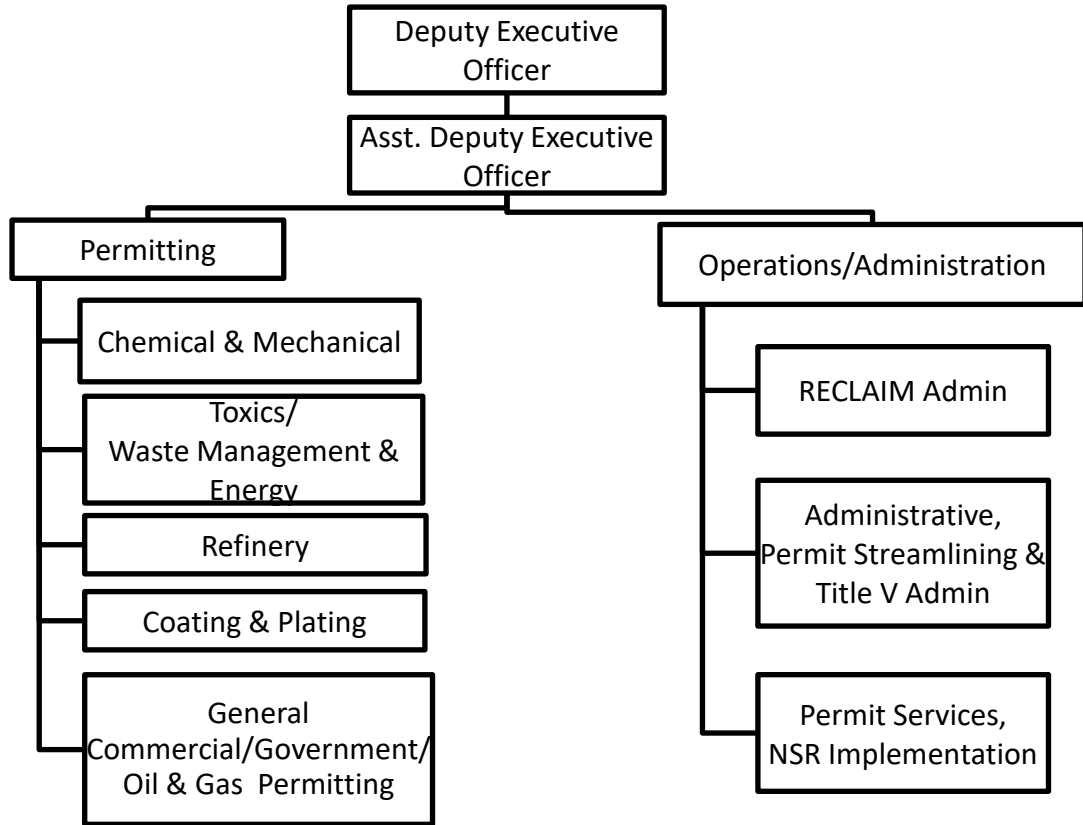 Deputy Executive
Officer
Asst. Deputy Executive
Officer
Permitting
Chemical & Mechanical
Toxics/
Waste Management &
Energy
Refinery
Coating & Plating
General
Commercial/Government/
Oil & Gas  Permitting
Operations/Administration
RECLAIM Admin
Administrative,
Permit Streamlining &
Title V Admin
Permit Services,
NSR Implementation